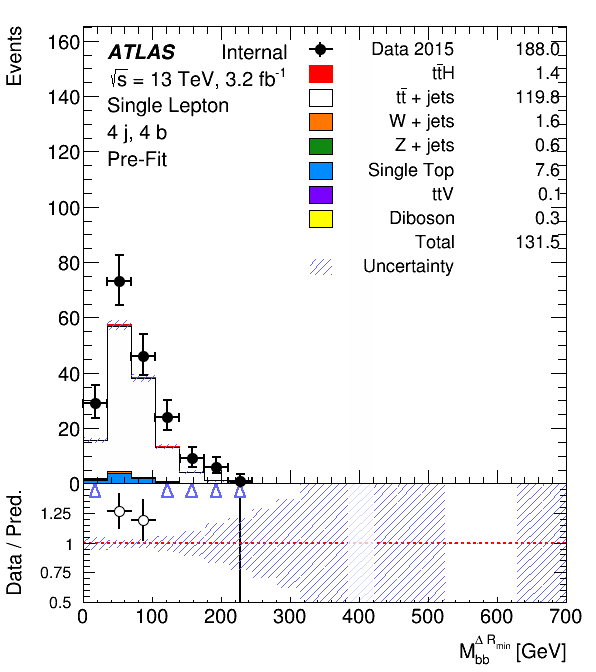 Events
160
140
120
100
80
60
40
20
0
ATLAS Internal
√s = 13 TeV, 3.2 fb⁻¹
Single Lepton
4 j, 4 b
Pre-Fit
Data 2015 188.0
tt̄H 1.4
tt̄ + jets 119.8
W + jets 1.6
Z + jets 0.6
Single Top 7.6
ttV 0.1
Diboson 0.3
Total 131.5
Uncertainty
Data / Pred.
1.25
1
0.75
0.5
0 100 200 300 400 500 600 700
M_bb^Δ R_min [GeV]